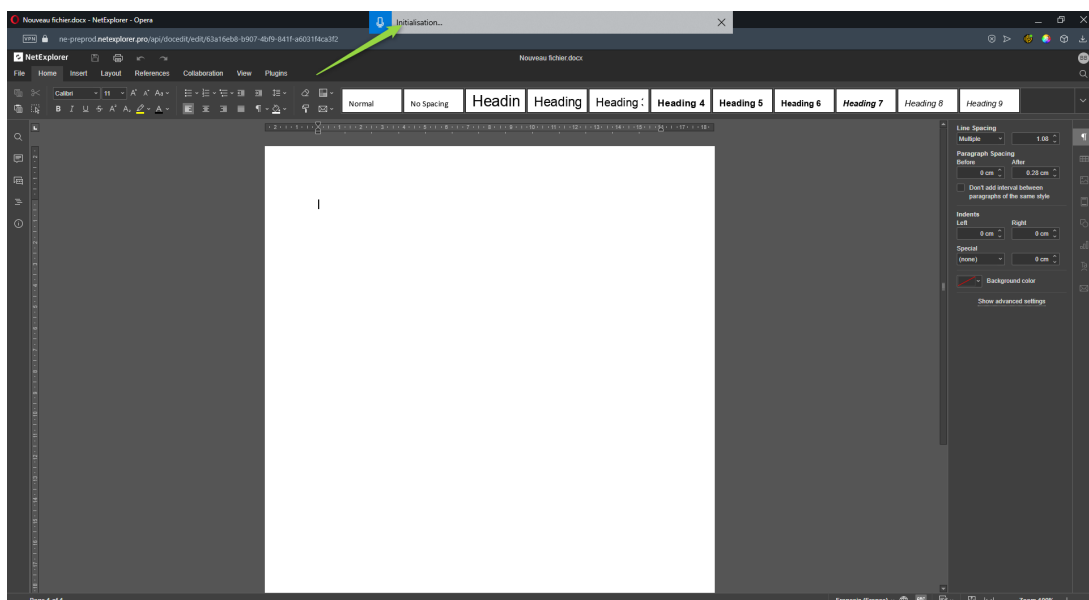 Nouveau fichier.docx - NetExplorer - Opera
Initialisation...
VPN ne-preprod.netexplorer.pro/api/docedit/edit/63a16eb8-b907-4bf9-841f-a6031f4ca3f2
NetExplorer
Nouveau fichier.docx
File Home Insert Layout References Collaboration View Plugins
Calibri 11 Normal No Spacing Headin Heading Heading Heading 4 Heading 5 Heading 6 Heading 7 Heading 8 Heading 9
Line Spacing
Multiple 1.08
Paragraph Spacing
Before After
0 cm 0.28 cm
Don't add interval between
paragraphs of the same style
Indents
Left Right
0 cm 0 cm
Special
(none) 0 cm
Background color
Show advanced settings